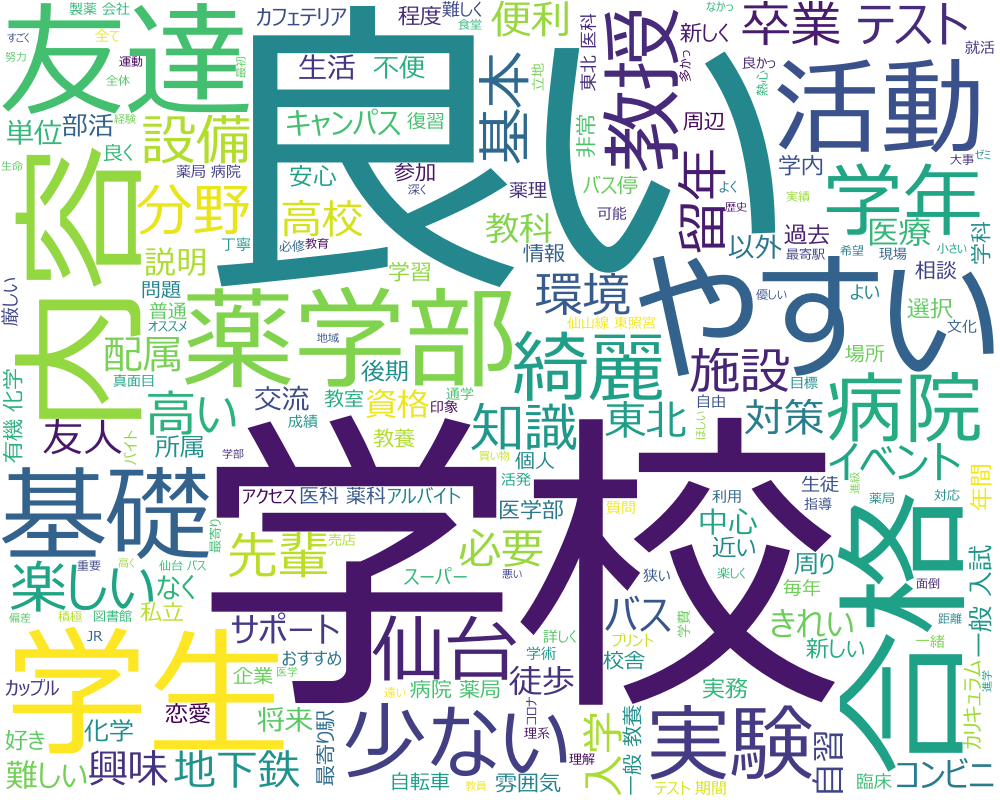 製薬 会社
すごく
全て
努力
運動
全体
最初
経験
友達
良い
カフェテリア
程度
難しく
食堂
便利
なかっ
多かっ
東北 医科
教授
新しく
卒業
テスト
就活
良かっ
熱心
生活
不便
基本
立地
活動
キャンパス
復習
単位
部活
設備
非常
周辺
学内
大事
ゼミ
良く
生命
薬局 病院
安心
参加
深く
薬理
バス停
よく
実績
内容
分野
高校
教科
可能
歴史
留年
以外
過去
医療
学年
学科
丁寧
必修
教育
情報
最寄駅
希望
現場
小さい
説明
学習
環境
やすい
相談
優しい
よい
文化
選択
厳しい
問題
普通
オススメ
薬学部
仙山線 東照宮
地域
綺麗
配属
後期
場所
真面目
施設
目標
病院
有機 化学
高い
交流
教室
資格
印象
通学
成績
教養
知識
東北
自由
ほしい
対策
友人
バイト
所属
学部
買い物
個人
活発
イベント
基礎
学校
アクセス
医科 薬科
アルバイト
医学部
質問
利用
生徒
指導
進級
薬局
対応
年間
中心
近い
合格
最寄り
先輩
売店
必要
周り
一般 入試
楽しい
なく
高く
仙台 バス
重要
スーパー
悪い
狭い
楽しく
毎年
面倒
偏差
積極
図書館
私立
JR
サポート
仙台
バス
きれい
距離
学生
おすすめ
詳しく
学術
プリント
学費
校舎
新しい
一緒
カリキュラム
進学
カップル
恋愛
企業
医学
遠い
病院 薬局
徒歩
コロナ
理系
実務
好き
化学
将来
最寄り駅
少ない
理解
入学
一般 教養
実験
自習
難しい
興味
地下鉄
自転車
雰囲気
教員
テスト 期間
臨床
コンビニ